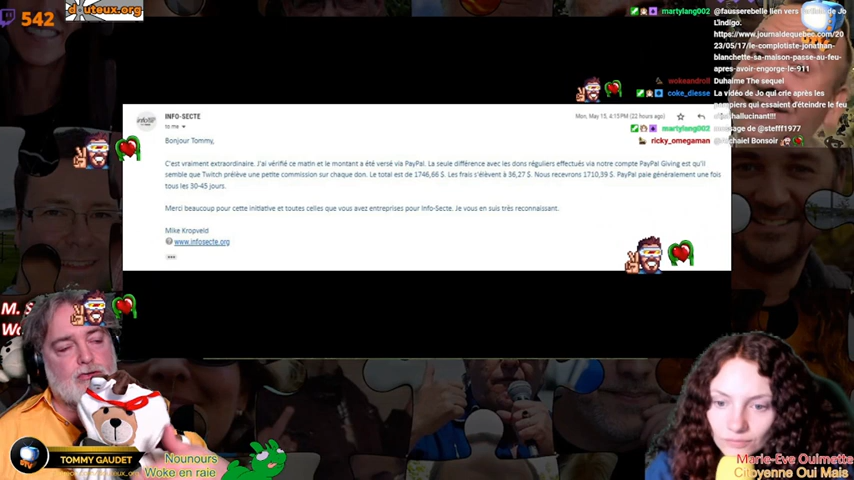 542
douteux.org
martylang002
@fausserebelle lien vers
L'indigo.
https://www.journaldequebec.com/20
23/05/17/le-complotiste-jonathan-
blanchette-sa-maison-passe-au-feu-
apres-avoir-engorge-le-911
wokeandroll
Duhaime The sequel
coke_diesse
La vidéo de Jo qui crie après les
pompiers qui essaient d'éteindre le feu
hallucinant!!!
martylang002
message de @stefff1977
ricky_omegaman
Bonsoir
INFO-SECTE
to me
Mon, May 15, 4:15 PM (22 hours ago)
Bonjour Tommy,
C'est vraiment extraordinaire. J'ai vérifié ce matin et le montant a été versé via PayPal. La seule différence avec les dons réguliers effectués via notre compte PayPal Giving est qu'il
semble que Twitch prélève une petite commission sur chaque don. Le total est de 1746,66 $. Les frais s'élèvent à 36,27 $. Nous recevrons 1710,39 $. PayPal paie généralement une fois
tous les 30-45 jours.
Merci beaucoup pour cette initiative et toutes celles que vous avez entreprises pour Info-Secte. Je vous en suis très reconnaissant.
Mike Kropveld
www.infosecte.org
M.
TOMMY GAUDET
Nounours
Woke en raie
Marie-Eve Ouimette
Citoyenne Oui Mais